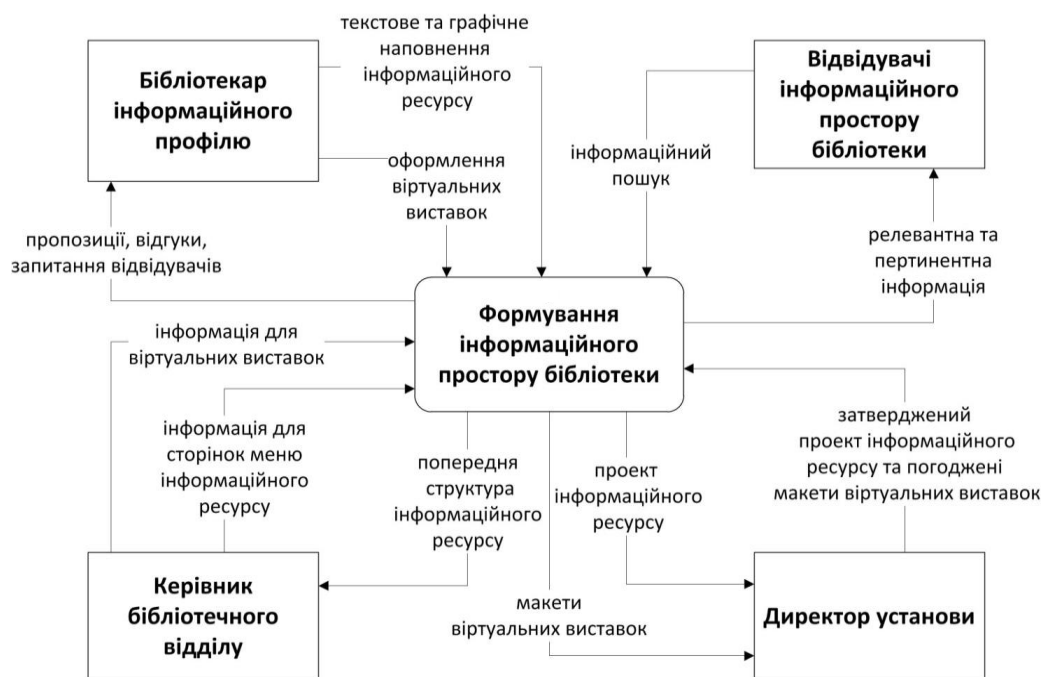 текстове та графічне
наповнення
інформаційного
ресурсу
Бібліотекар
інформаційного
профілю
Відвідувачі
інформаційного
простору
бібліотеки
оформлення
віртуальних
виставок
інформаційний
пошук
пропозиції, відгуки,
запитання відвідувачів
релевантна та
пертинентна
інформація
Формування
інформаційного
простору бібліотеки
інформація для
віртуальних виставок
інформація для
сторінок меню
інформаційного
ресурсу
попередня
структура
інформаційного
ресурсу
проект
інформаційного
ресурсу
затверджений
проект інформаційного
ресурсу та погоджені
макети віртуальних виставок
Керівник
бібліотечного
відділу
макети
віртуальних виставок
Директор установи